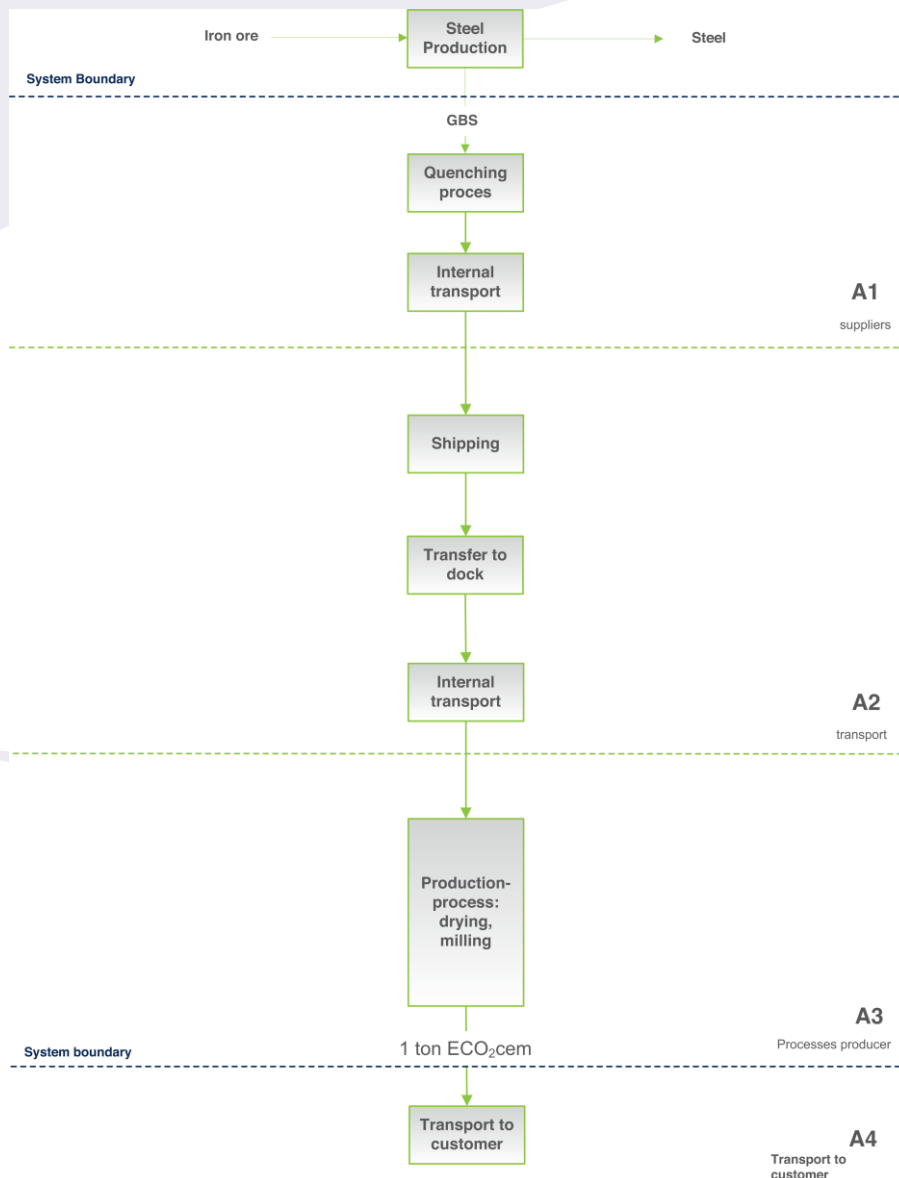 Iron ore
Steel
Production
Steel
System Boundary
GBS
Quenching
proces
Internal
transport
A1
suppliers
Shipping
Transfer to
dock
Internal
transport
A2
transport
Production-
process:
drying,
milling
A3
Processes producer
System boundary
1 ton ECO₂cem
Transport to
customer
A4
Transport to
customer